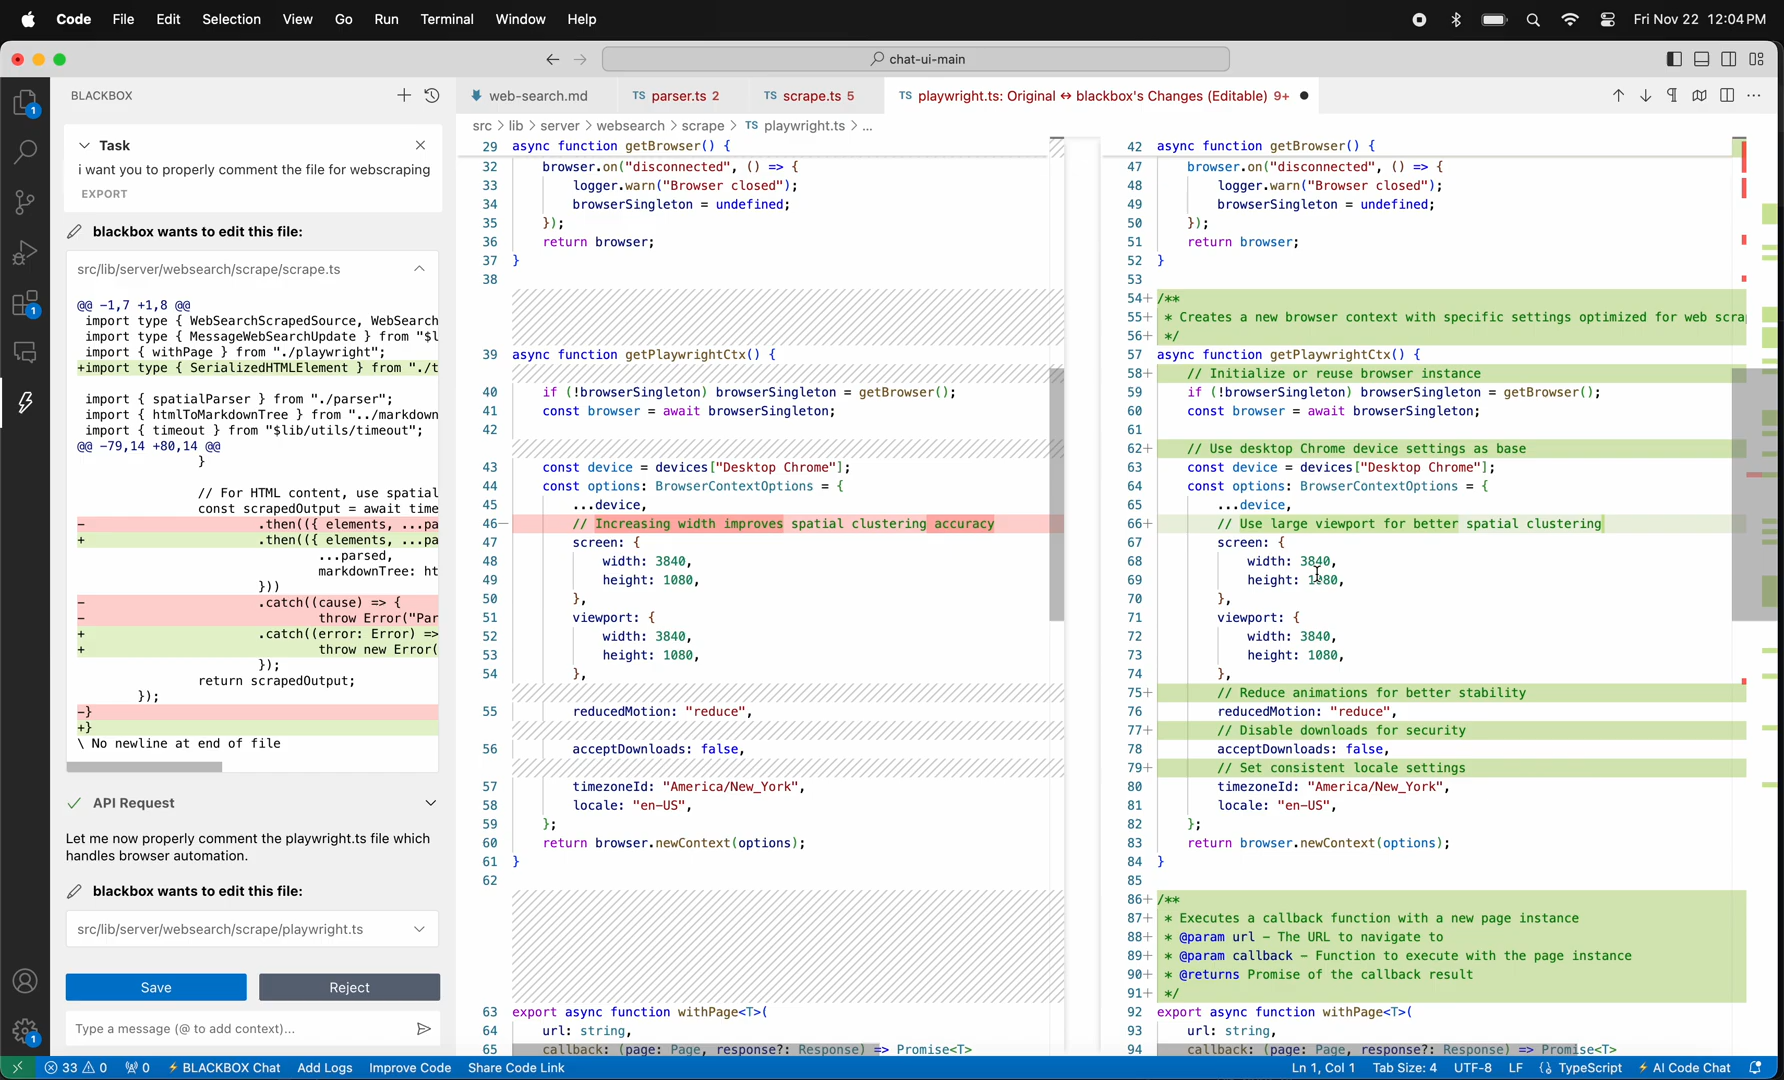 Code File Edit Selection View Go Run Terminal Window Help Fri Nov 22 12:04 PM
chat-ui-main
BLACKBOX
Task
i want you to properly comment the file for webscraping
EXPORT
blackbox wants to edit this file:
src/lib/server/websearch/scrape/scrape.ts
@@ -1,7 +1,8 @@
import type { WebSearchScrapedSource, WebSearch
import type { MessageWebSearchUpdate } from "$l
import { withPage } from "./playwright";
+import type { SerializedHTMLElement } from "./t
import { spatialParser } from "./parser";
import { htmlToMarkdownTree } from "../markdown
import { timeout } from "$lib/utils/timeout";
@@ -79,14 +80,14 @@
}
// For HTML content, use spatial
const scrapedOutput = await time
- .then(({ elements, ...pa
+ .then(({ elements, ...pa
...parsed,
markdownTree: ht
}))
- .catch((cause) => {
- throw Error("Par
+ .catch((error: Error) =>
+ throw new Error(
});
return scrapedOutput;
});
-}
+}
\ No newline at end of file
API Request
Let me now properly comment the playwright.ts file which
handles browser automation.
blackbox wants to edit this file:
src/lib/server/websearch/scrape/playwright.ts
Save Reject
Type a message (@ to add context)...
web-search.md TS parser.ts 2 TS scrape.ts 5 TS playwright.ts: Original ↔ blackbox's Changes (Editable) 9+
src > lib > server > websearch > scrape > TS playwright.ts > ...
29 async function getBrowser() {
32 browser.on("disconnected", () => {
33 logger.warn("Browser closed");
34 browserSingleton = undefined;
35 });
36 return browser;
37 }
38
39 async function getPlaywrightCtx() {
40 if (!browserSingleton) browserSingleton = getBrowser();
41 const browser = await browserSingleton;
42
43 const device = devices["Desktop Chrome"];
44 const options: BrowserContextOptions = {
45 ...device,
46- // Increasing width improves spatial clustering accuracy
47 screen: {
48 width: 3840,
49 height: 1080,
50 },
51 viewport: {
52 width: 3840,
53 height: 1080,
54 },
55 reducedMotion: "reduce",
56 acceptDownloads: false,
57 timezoneId: "America/New_York",
58 locale: "en-US",
59 };
60 return browser.newContext(options);
61 }
62
63 export async function withPage<T>(
64 url: string,
65 callback: (page: Page, response?: Response) => Promise<T>
42 async function getBrowser() {
47 browser.on("disconnected", () => {
48 logger.warn("Browser closed");
49 browserSingleton = undefined;
50 });
51 return browser;
52 }
53
54+ /**
55+ * Creates a new browser context with specific settings optimized for web scra
56+ */
57 async function getPlaywrightCtx() {
58+ // Initialize or reuse browser instance
59 if (!browserSingleton) browserSingleton = getBrowser();
60 const browser = await browserSingleton;
61
62+ // Use desktop Chrome device settings as base
63 const device = devices["Desktop Chrome"];
64 const options: BrowserContextOptions = {
65 ...device,
66+ // Use large viewport for better spatial clustering
67 screen: {
68 width: 3840,
69 height: 1080,
70 },
71 viewport: {
72 width: 3840,
73 height: 1080,
74 },
75+ // Reduce animations for better stability
76 reducedMotion: "reduce",
77+ // Disable downloads for security
78 acceptDownloads: false,
79+ // Set consistent locale settings
80 timezoneId: "America/New_York",
81 locale: "en-US",
82 };
83 return browser.newContext(options);
84 }
85
86+ /**
87+ * Executes a callback function with a new page instance
88+ * @param url - The URL to navigate to
89+ * @param callback - Function to execute with the page instance
90+ * @returns Promise of the callback result
91+ */
92 export async function withPage<T>(
93 url: string,
94 callback: (page: Page, response?: Response) => Promise<T>
33 0 0 BLACKBOX Chat Add Logs Improve Code Share Code Link Ln 1, Col 1 Tab Size: 4 UTF-8 LF {} TypeScript AI Code Chat